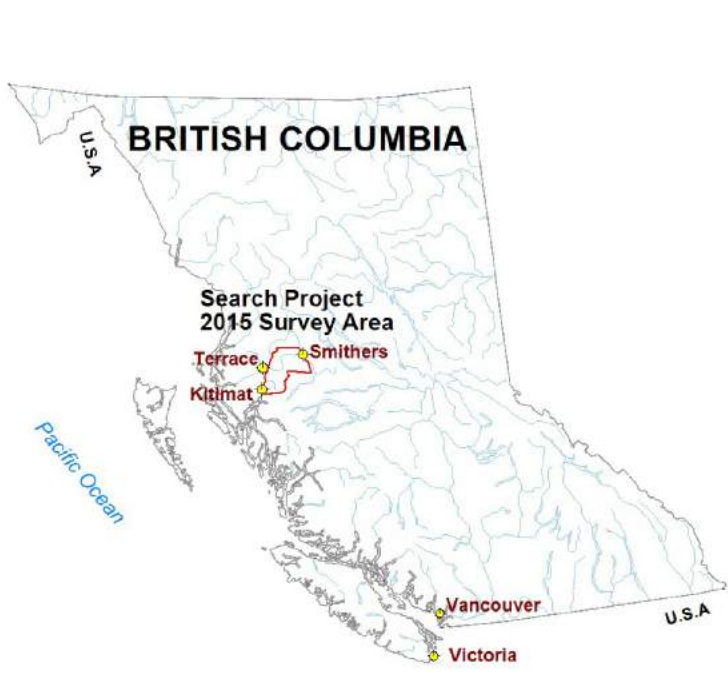 BRITISH COLUMBIA
U.S.A
Search Project
2015 Survey Area
Smithers
Terrace
Kitimat
Pacific Ocean
Vancouver
U.S.A
Victoria